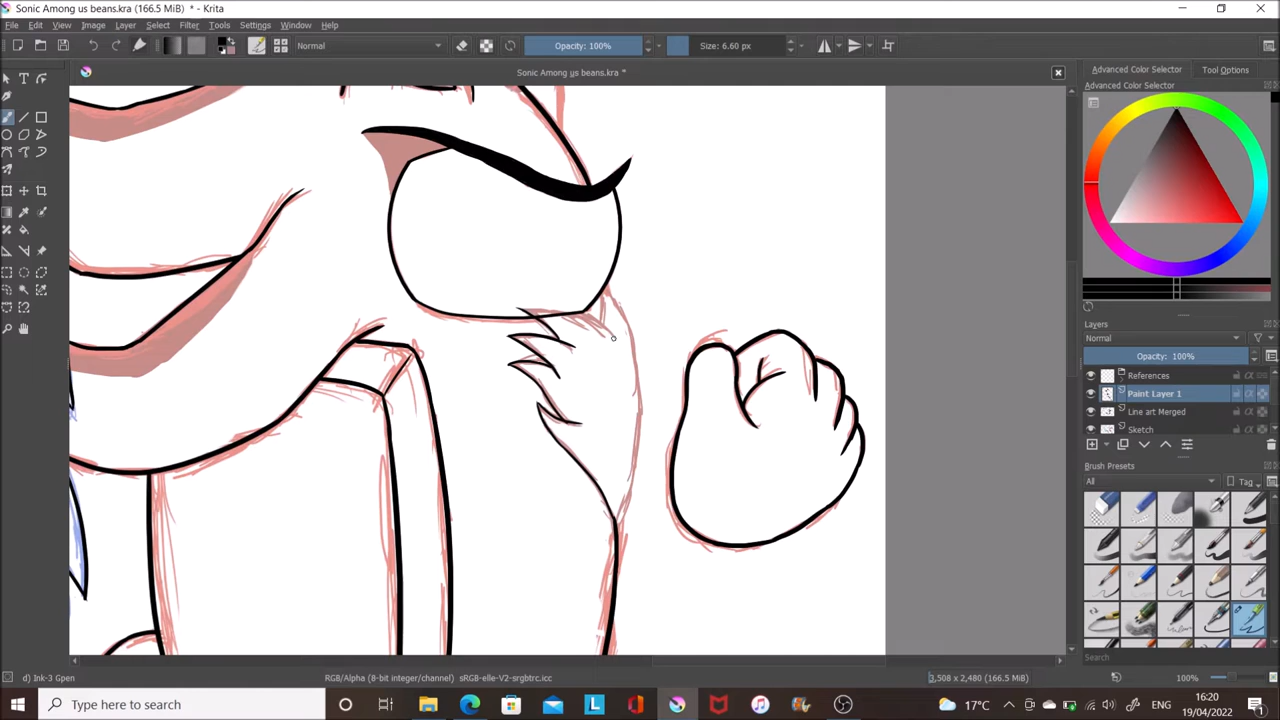 Sonic Among us beans.kra (166.5 MiB) * - Krita
File Edit View Image Layer Select Filter Tools Settings Window Help
Normal Opacity: 100% Size: 6.60 px
Sonic Among us beans.kra *
Advanced Color Selector Tool Options
Advanced Color Selector
Layers
Normal
Opacity: 100%
References
Paint Layer 1
Line art Merged
Sketch
Brush Presets
All Tag
Search
d) Ink-3 Gpen RGB/Alpha (8-bit integer/channel) sRGB-elle-V2-srgbtrc.icc 3,508 x 2,480 (166.5 MiB) 100%
Type here to search 17°C ENG 16:20
19/04/2022